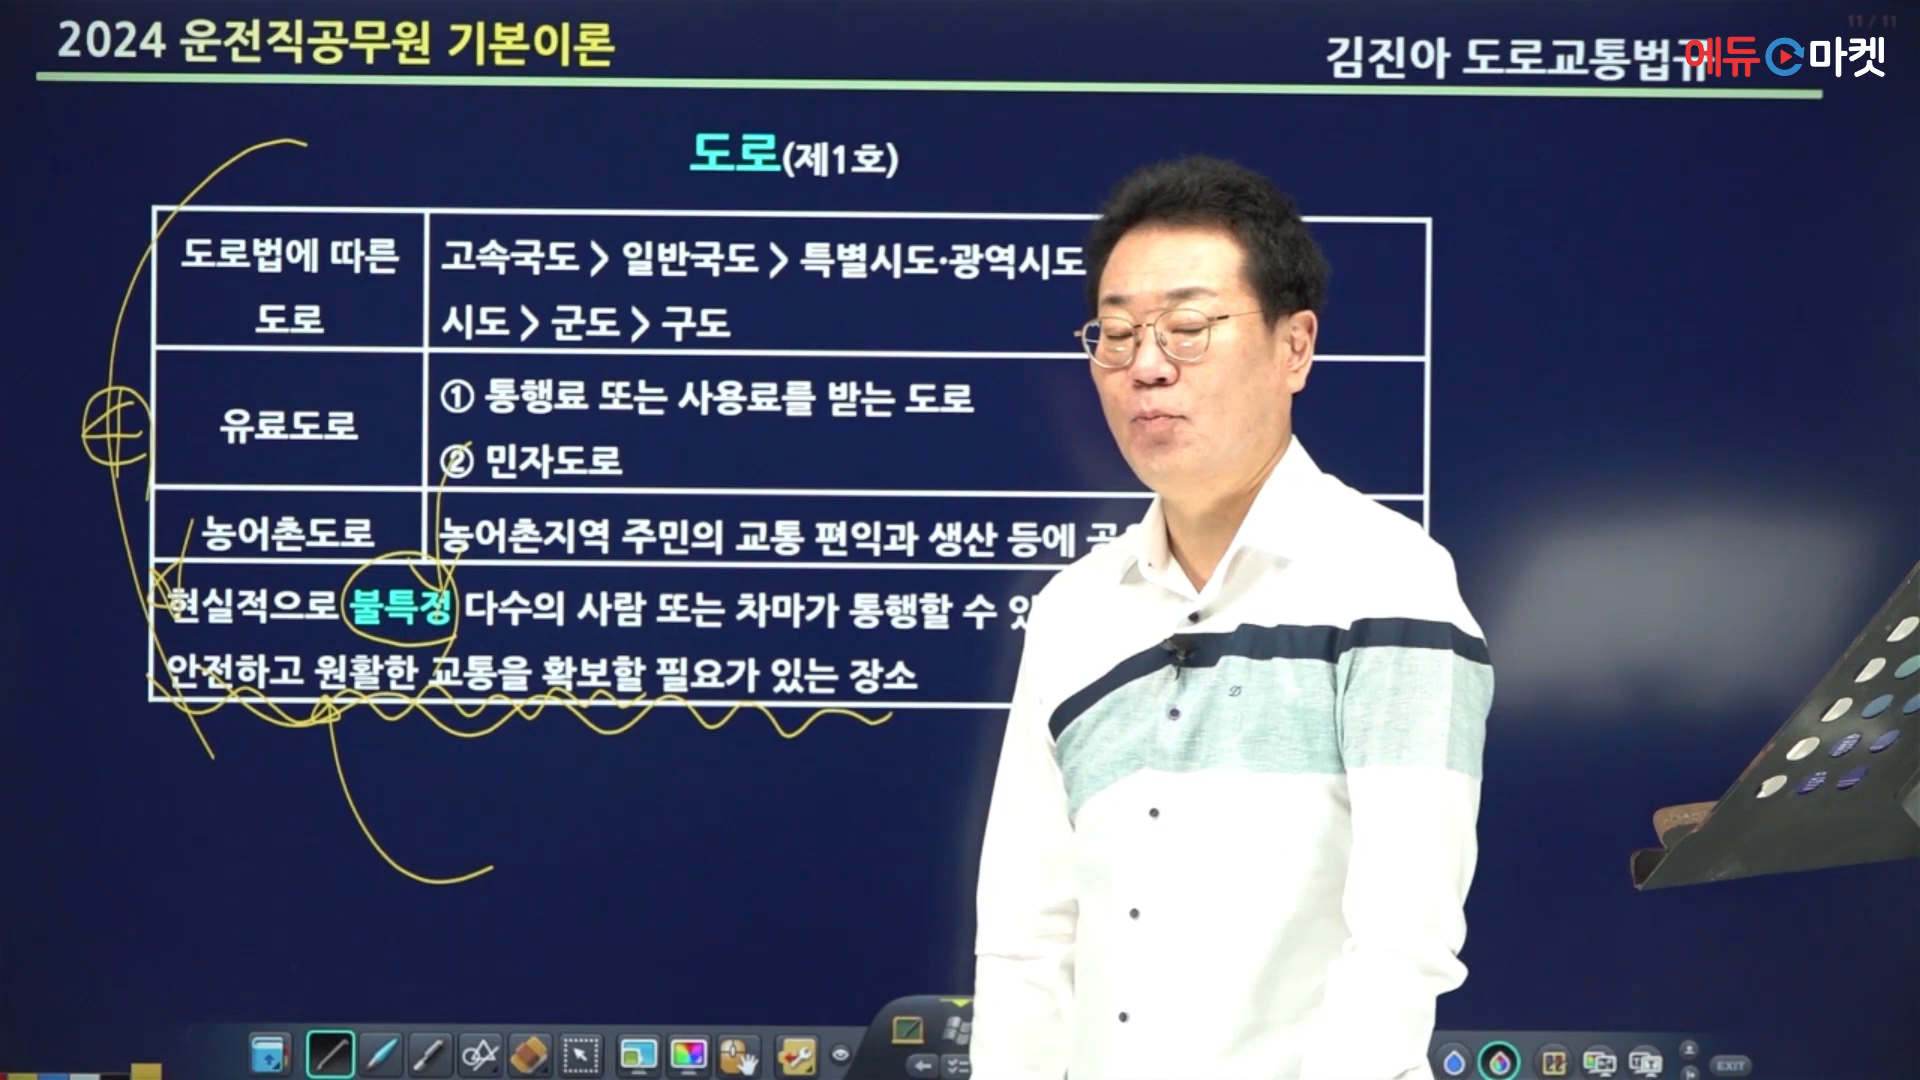 11 / 11
2024 운전직공무원 기본이론
김진아 도로교통법규
에듀마켓
도로(제1호)
도로법에 따른
도로
고속국도 > 일반국도 > 특별시도·광역시도
시도 > 군도 > 구도
유료도로
① 통행료 또는 사용료를 받는 도로
② 민자도로
농어촌도로
농어촌지역 주민의 교통 편익과 생산 등에
현실적으로 불특정 다수의 사람 또는 차마가 통행할 수
안전하고 원활한 교통을 확보할 필요가 있는 장소
4
EXIT